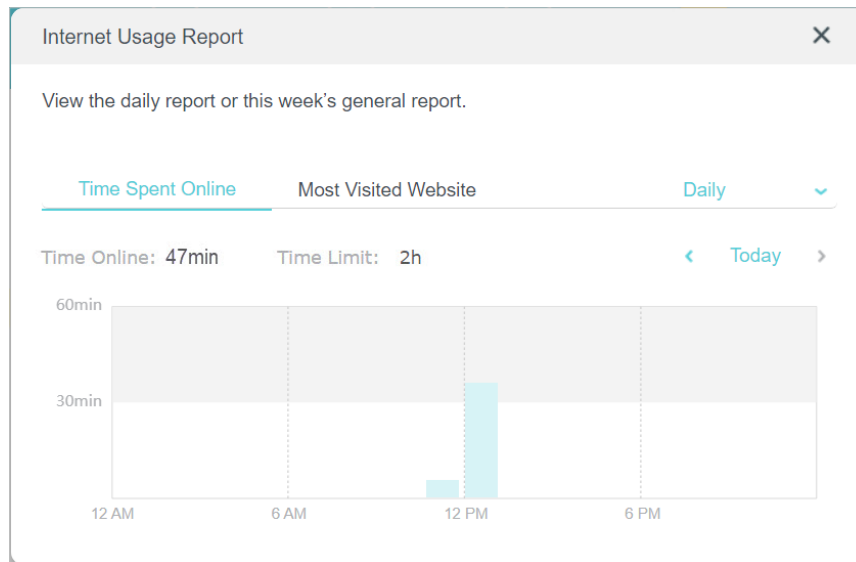 Internet Usage Report
View the daily report or this week’s general report.
Time Spent Online Most Visited Website Daily
Time Online: 47min Time Limit: 2h Today
60min
30min
12 AM 6 AM 12 PM 6 PM